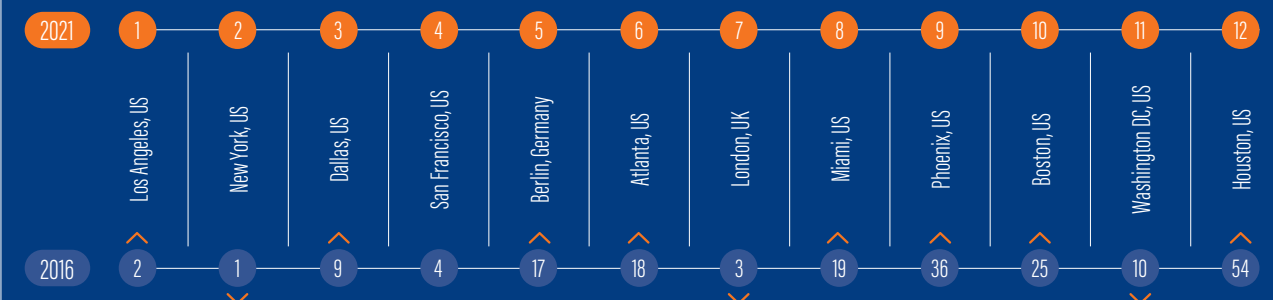 2021 1 2 3 4 5 6 7 8 9 10 11 12
Los Angeles, US
New York, US
Dallas, US
San Francisco, US
Berlin, Germany
Atlanta, US
London, UK
Miami, US
Phoenix, US
Boston, US
Washington DC, US
Houston, US
2016 2 1 9 4 17 18 3 19 36 25 10 54